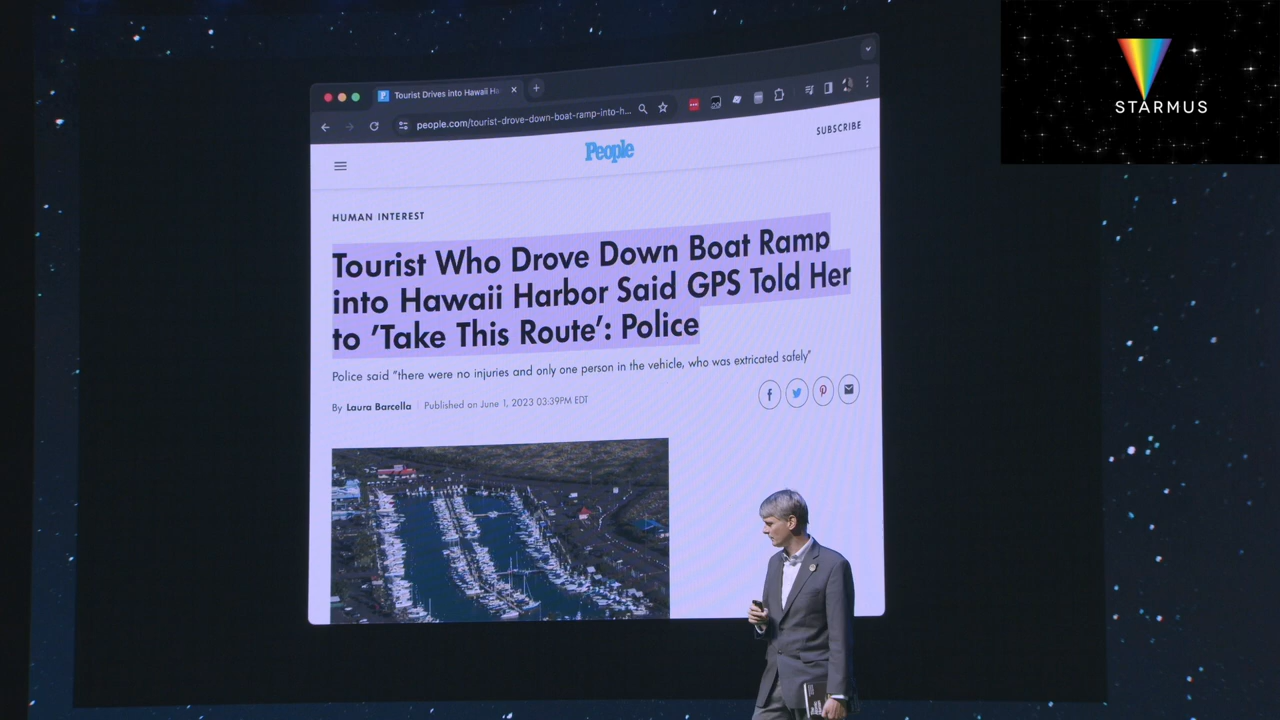 STARMUS
Tourist Drives into Hawaii Ha
people.com/tourist-drove-down-boat-ramp-into-h...
People
SUBSCRIBE
HUMAN INTEREST
Tourist Who Drove Down Boat Ramp
into Hawaii Harbor Said GPS Told Her
to 'Take This Route': Police
Police said "there were no injuries and only one person in the vehicle, who was extricated safely"
By Laura Barcella Published on June 1, 2023 03:39PM EDT